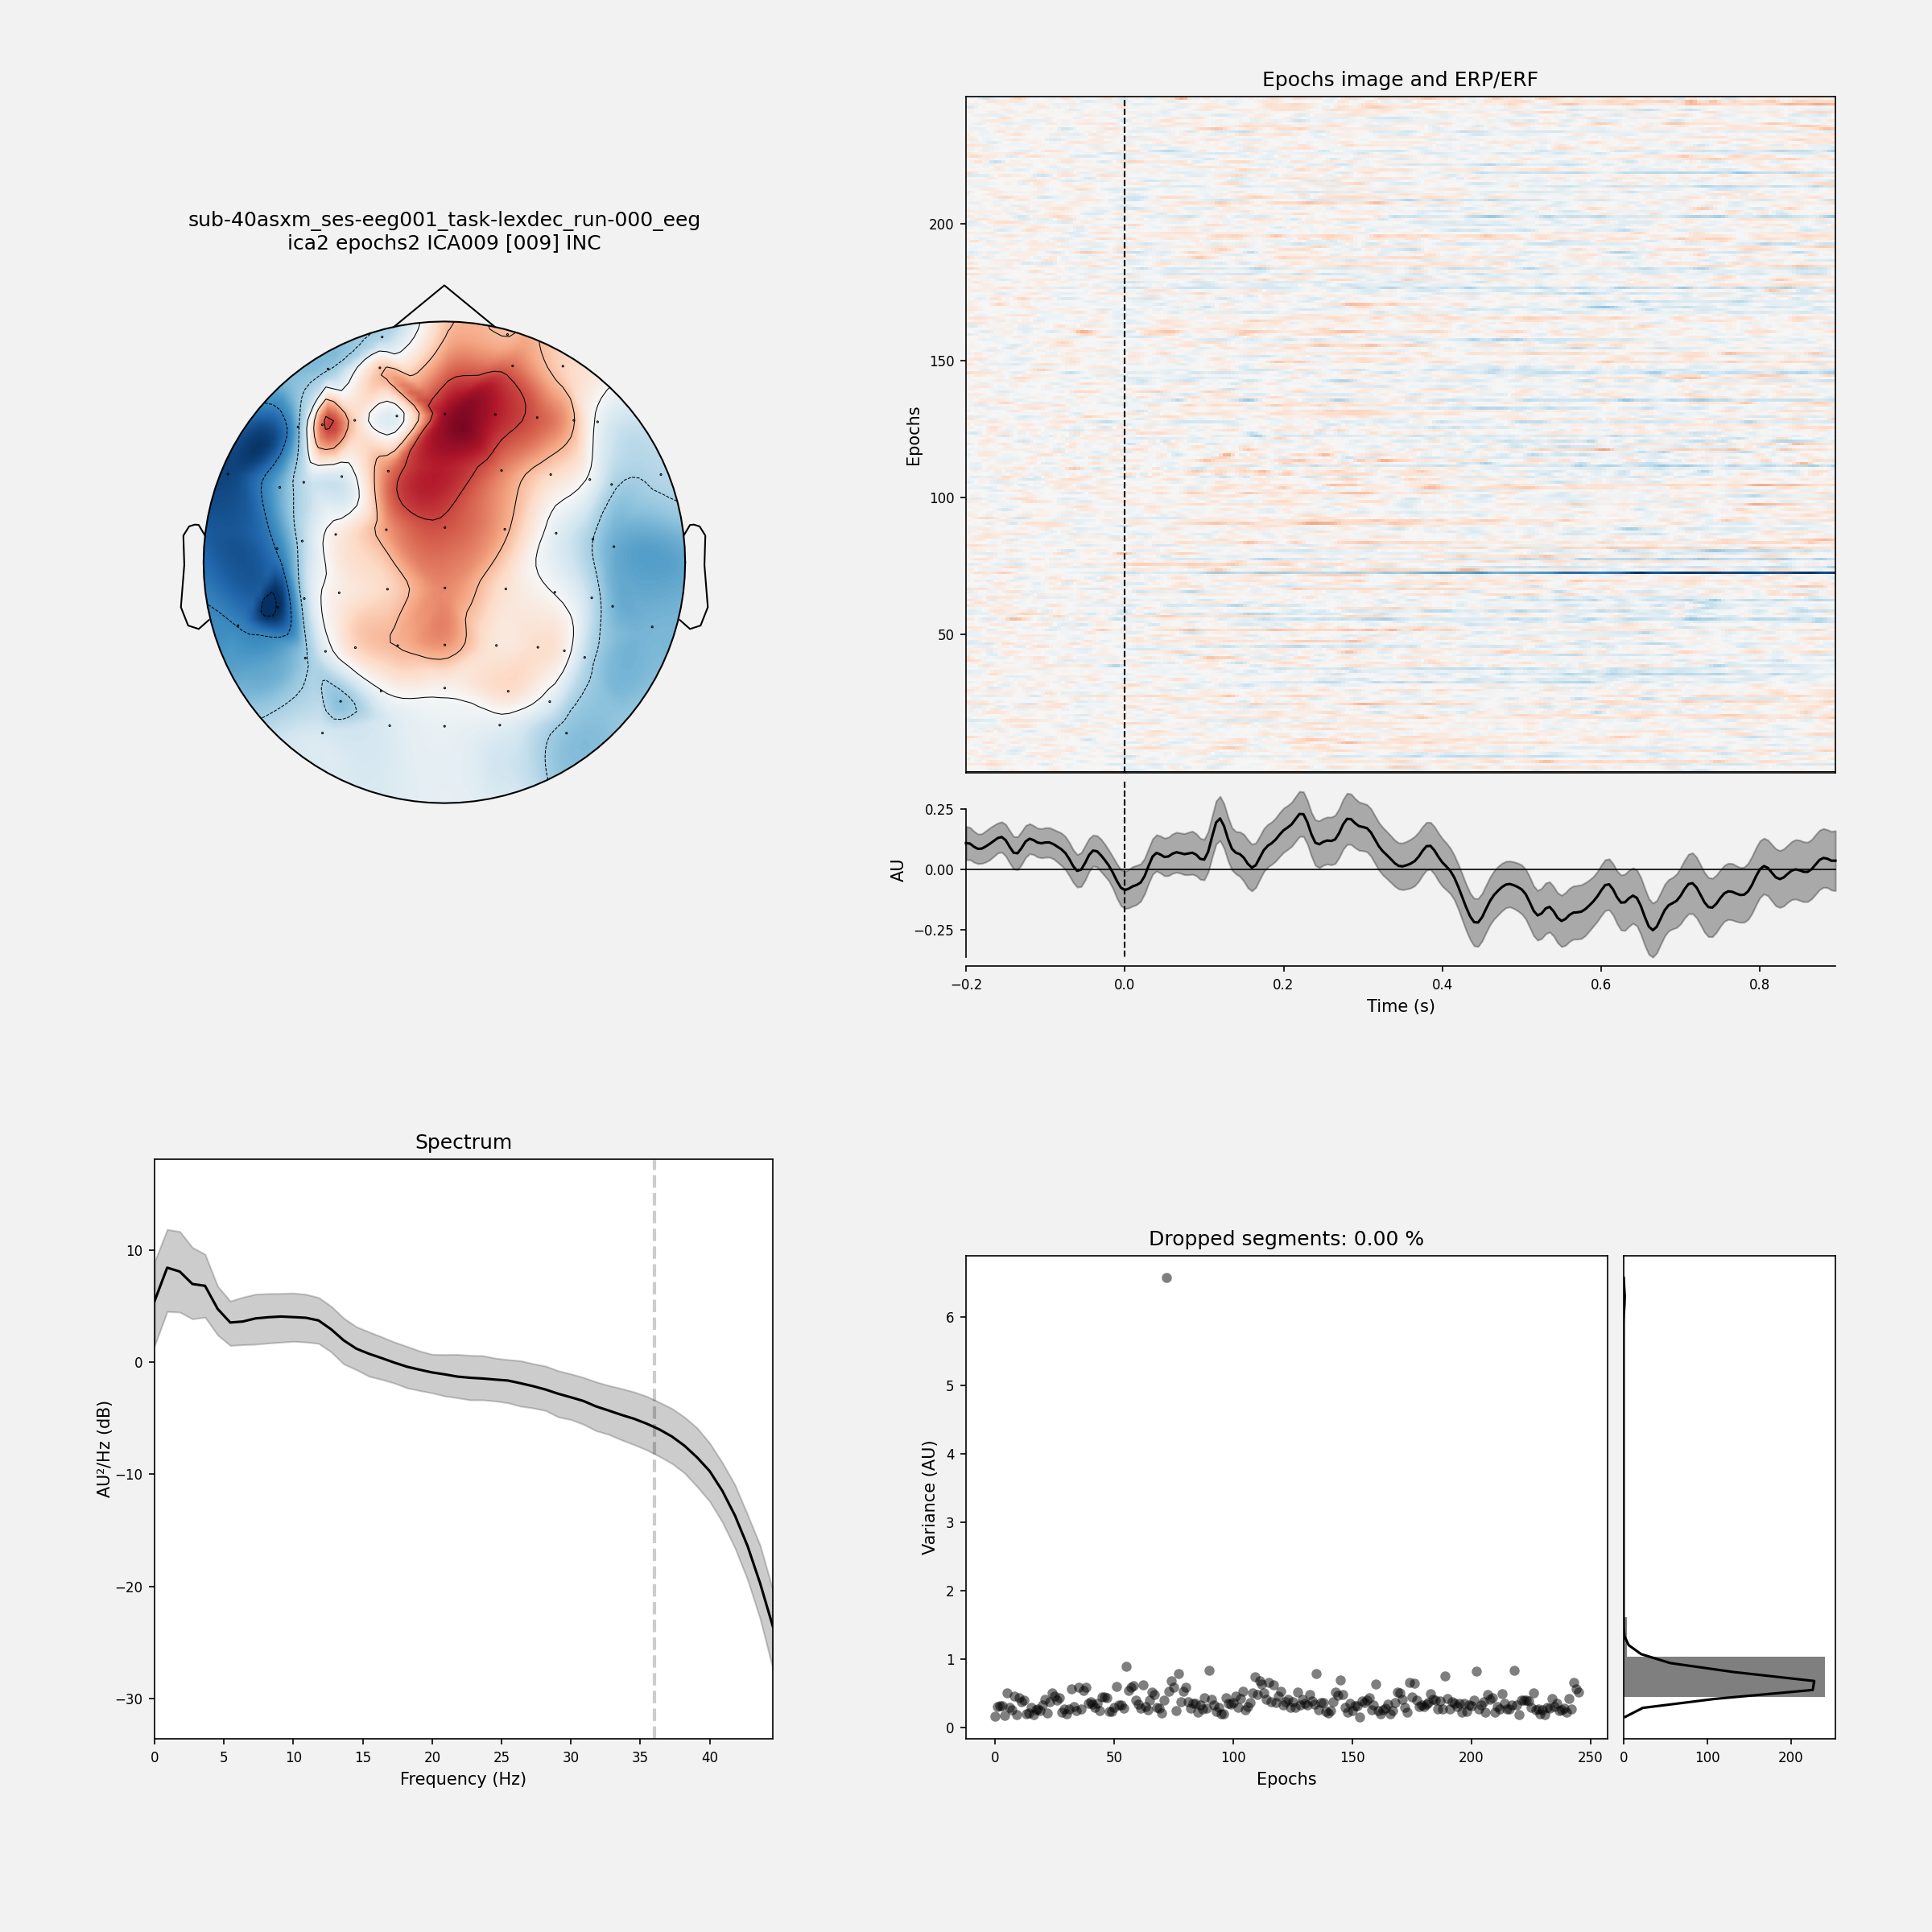 sub-40asxm_ses-eeg001_task-lexdec_run-000_eeg
ica2 epochs2 ICA009 [009] INC
Epochs image and ERP/ERF
Epochs
200
150
100
50
AU
0.25
0.00
−0.25
−0.2 0.0 0.2 0.4 0.6 0.8
Time (s)
Spectrum
AU²/Hz (dB)
10
0
−10
−20
−30
0 5 10 15 20 25 30 35 40
Frequency (Hz)
Dropped segments: 0.00 %
Variance (AU)
6
5
4
3
2
1
0
0 50 100 150 200 250
Epochs
0 100 200